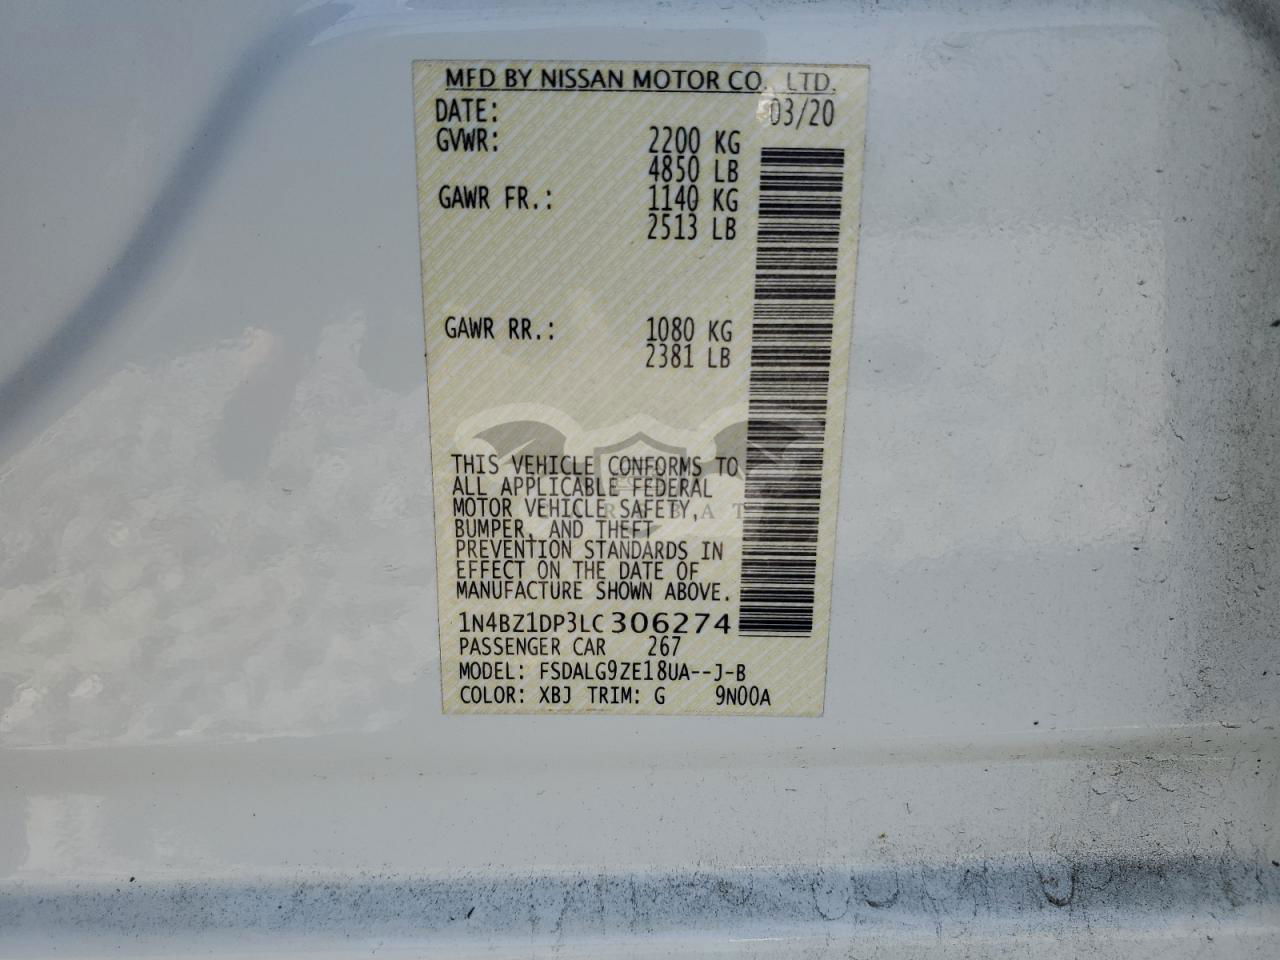 MFD BY NISSAN MOTOR CO., LTD.
DATE: 03/20
GVWR: 2200 KG
4850 LB
GAWR FR.: 1140 KG
2513 LB
GAWR RR.: 1080 KG
2381 LB
THIS VEHICLE CONFORMS TO
ALL APPLICABLE FEDERAL
MOTOR VEHICLE SAFETY,
BUMPER, AND THEFT
PREVENTION STANDARDS IN
EFFECT ON THE DATE OF
MANUFACTURE SHOWN ABOVE.
1N4BZ1DP3LC306274
PASSENGER CAR 267
MODEL: FSDALG9ZE18UA--J-B
COLOR: XBJ TRIM: G 9N00A